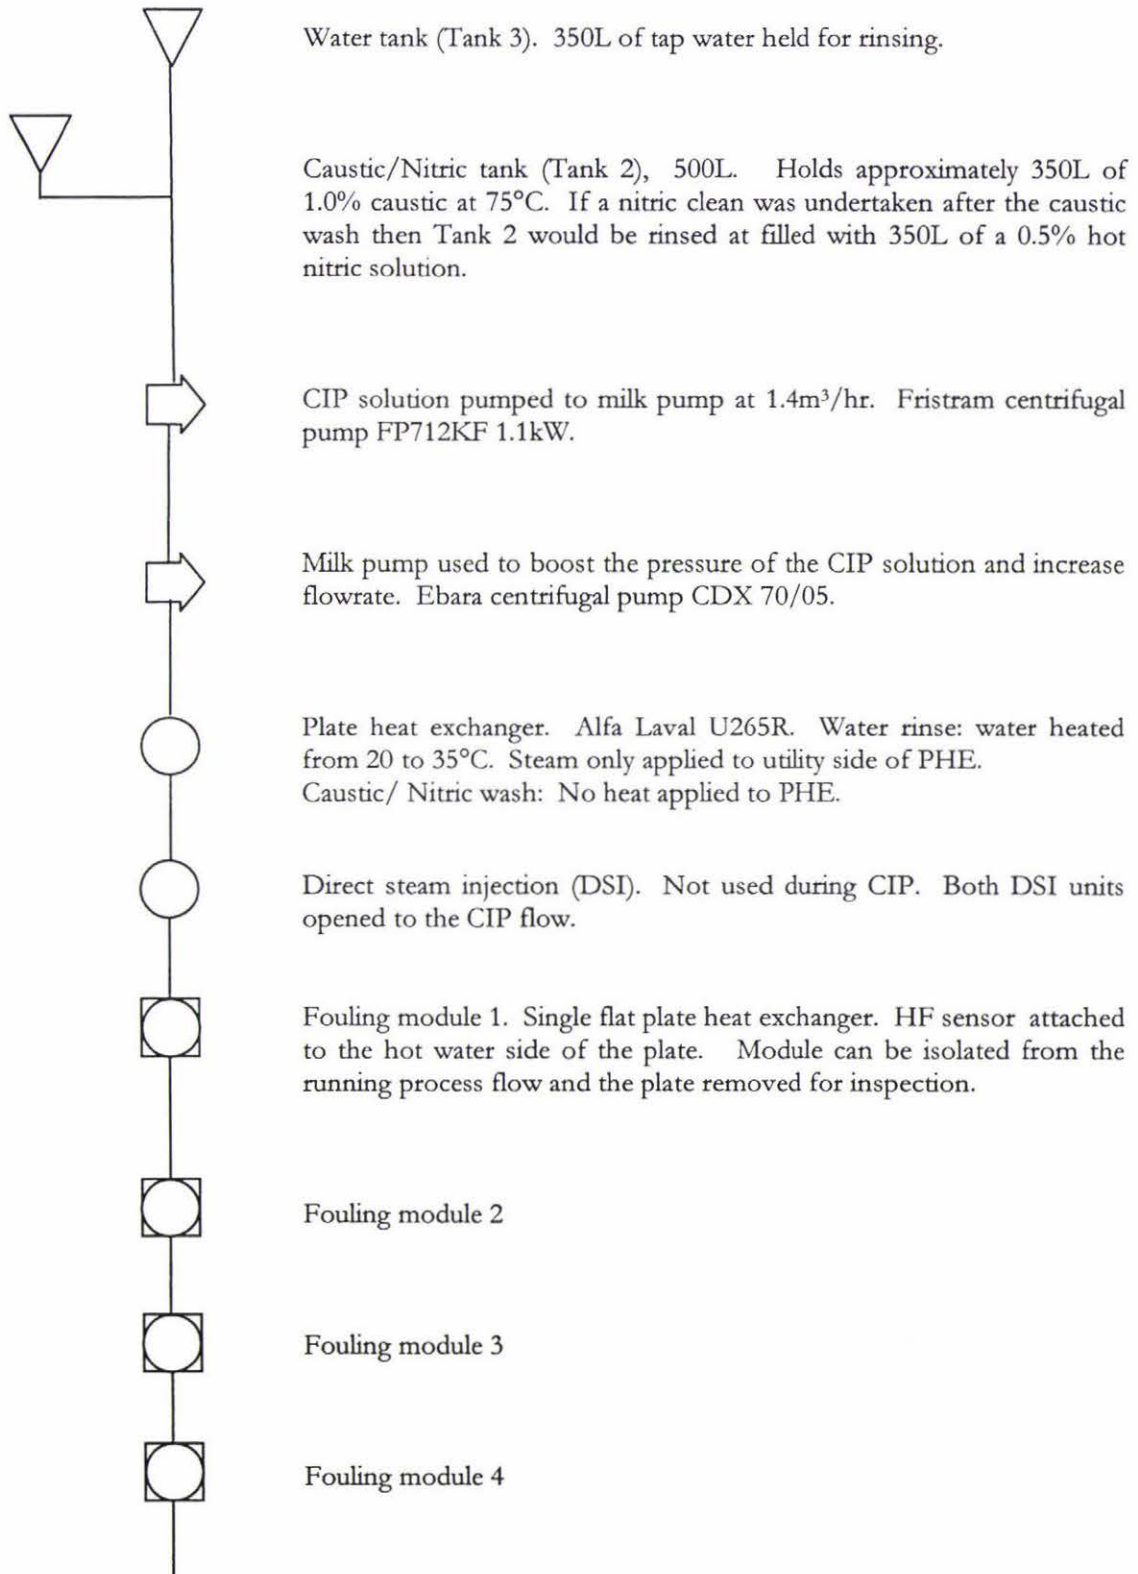 Water tank (Tank 3). 350L of tap water held for rinsing.
Caustic/Nitric tank (Tank 2), 500L. Holds approximately 350L of
1.0% caustic at 75°C. If a nitric clean was undertaken after the caustic
wash then Tank 2 would be rinsed at filled with 350L of a 0.5% hot
nitric solution.
CIP solution pumped to milk pump at 1.4m³/hr. Fristram centrifugal
pump FP712KF 1.1kW.
Milk pump used to boost the pressure of the CIP solution and increase
flowrate. Ebara centrifugal pump CDX 70/05.
Plate heat exchanger. Alfa Laval U265R. Water rinse: water heated
from 20 to 35°C. Steam only applied to utility side of PHE.
Caustic/ Nitric wash: No heat applied to PHE.
Direct steam injection (DSI). Not used during CIP. Both DSI units
opened to the CIP flow.
Fouling module 1. Single flat plate heat exchanger. HF sensor attached
to the hot water side of the plate. Module can be isolated from the
running process flow and the plate removed for inspection.
Fouling module 2
Fouling module 3
Fouling module 4